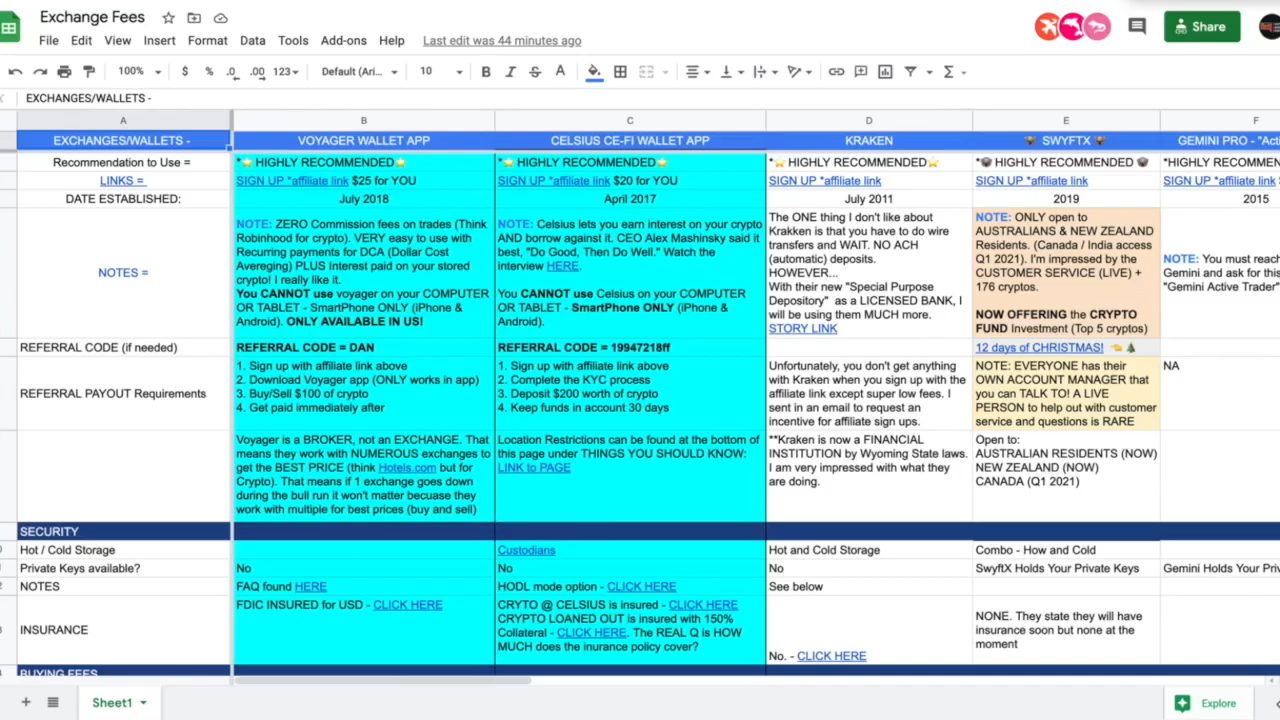 Exchange Fees
File Edit View Insert Format Data Tools Add-ons Help Last edit was 44 minutes ago
Share
100% $ % .0 .00 123 Default (Ari... 10 B I S A
EXCHANGES/WALLETS -
A B C D E F
EXCHANGES/WALLETS - VOYAGER WALLET APP CELSIUS CE-FI WALLET APP KRAKEN SWYFTX GEMINI PRO - "Acti
Recommendation to Use = *⭐ HIGHLY RECOMMENDED⭐ *⭐ HIGHLY RECOMMENDED⭐ *⭐ HIGHLY RECOMMENDED⭐ * HIGHLY RECOMMENDED *HIGHLY RECOMMEN
LINKS = SIGN UP *affiliate link $25 for YOU SIGN UP *affiliate link $20 for YOU SIGN UP *affiliate link SIGN UP *affiliate link SIGN UP *affiliate link
DATE ESTABLISHED: July 2018 April 2017 July 2011 2019 2015
NOTES =
NOTE: ZERO Commission fees on trades (Think
Robinhood for crypto). VERY easy to use with
Recurring payments for DCA (Dollar Cost
Avereging) PLUS Interest paid on your stored
crypto! I really like it.
You CANNOT use voyager on your COMPUTER
OR TABLET - SmartPhone ONLY (iPhone &
Android). ONLY AVAILABLE IN US!
NOTE: Celsius lets you earn interest on your crypto
AND borrow against it. CEO Alex Mashinsky said it
best, "Do Good, Then Do Well." Watch the
interview HERE.
You CANNOT use Celsius on your COMPUTER
OR TABLET - SmartPhone ONLY (iPhone &
Android).
The ONE thing I don't like about
Krakken is that you have to do wire
transfers and WAIT. NO ACH
(automatic) deposits.
HOWEVER...
With their new "Special Purpose
Depository" as a LICENSED BANK, I
will be using them MUCH more.
STORY LINK
NOTE: ONLY open to
AUSTRALIANS & NEW ZEALAND
Residents. (Canada / India access
Q1 2021). I'm impressed by the
CUSTOMER SERVICE (LIVE) +
176 cryptos.
NOW OFFERING the CRYPTO
FUND Investment (Top 5 cryptos)
NOTE: You must reach
Gemini and ask for this
"Gemini Active Trader"
REFERRAL CODE (if needed) REFERRAL CODE = DAN REFERRAL CODE = 19947218ff 12 days of CHRISTMAS!
REFERRAL PAYOUT Requirements
1. Sign up with affiliate link above
2. Download Voyager app (ONLY works in app)
3. Buy/Sell $100 of crypto
4. Get paid immediately after
1. Sign up with affiliate link above
2. Complete the KYC process
3. Deposit $200 worth of crypto
4. Keep funds in account 30 days
Unfortunately, you don't get anything
with Kraken when you sign up with the
affiliate link except super low fees. I
sent in an email to request an
incentive for affiliate sign ups.
NOTE: EVERYONE has their
OWN ACCOUNT MANAGER that
you can TALK TO! A LIVE
PERSON to help out with customer
service and questions is RARE
NA
Voyager is a BROKER, not an EXCHANGE. That
means they work with NUMEROUS exchanges to
get the BEST PRICE (think Hotels.com but for
Crypto). That means if 1 exchange goes down
during the bull run it won't matter becuase they
work with multiple for best prices (buy and sell)
Location Restrictions can be found at the bottom of
this page under THINGS YOU SHOULD KNOW:
LINK to PAGE
**Kraken is now a FINANCIAL
INSTITUTION by Wyoming State laws.
I am very impressed with what they
are doing.
Open to:
AUSTRALIAN RESIDENTS (NOW)
NEW ZEALAND (NOW)
CANADA (Q1 2021)
SECURITY
Hot / Cold Storage Custodians Hot and Cold Storage Combo - How and Cold
Private Keys available? No No No SwyftX Holds Your Private Keys Gemini Holds Your Priv
NOTES FAQ found HERE HODL mode option - CLICK HERE See below
INSURANCE
FDIC INSURED for USD - CLICK HERE
CRYTO @ CELSIUS is insured - CLICK HERE
CRYPTO LOANED OUT is insured with 150%
Collateral - CLICK HERE. The REAL Q is HOW
MUCH does the inurance policy cover?
No. - CLICK HERE
NONE. They state they will have
insurance soon but none at the
moment
BUYING FEES
Sheet1
Explore